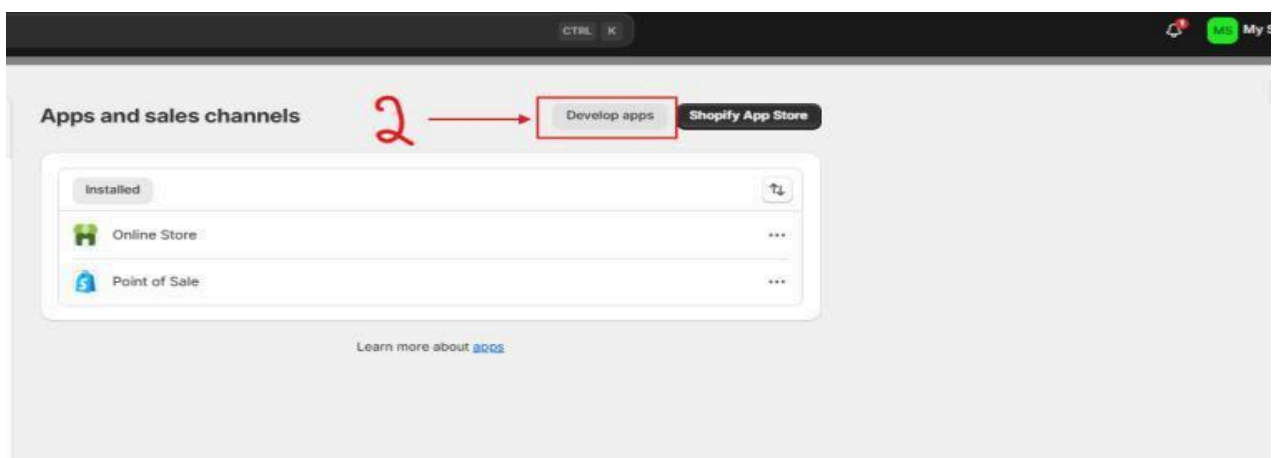 CTRL K
MS My S
Apps and sales channels 2 Develop apps Shopify App Store
Installed
Online Store
Point of Sale
Learn more about apps